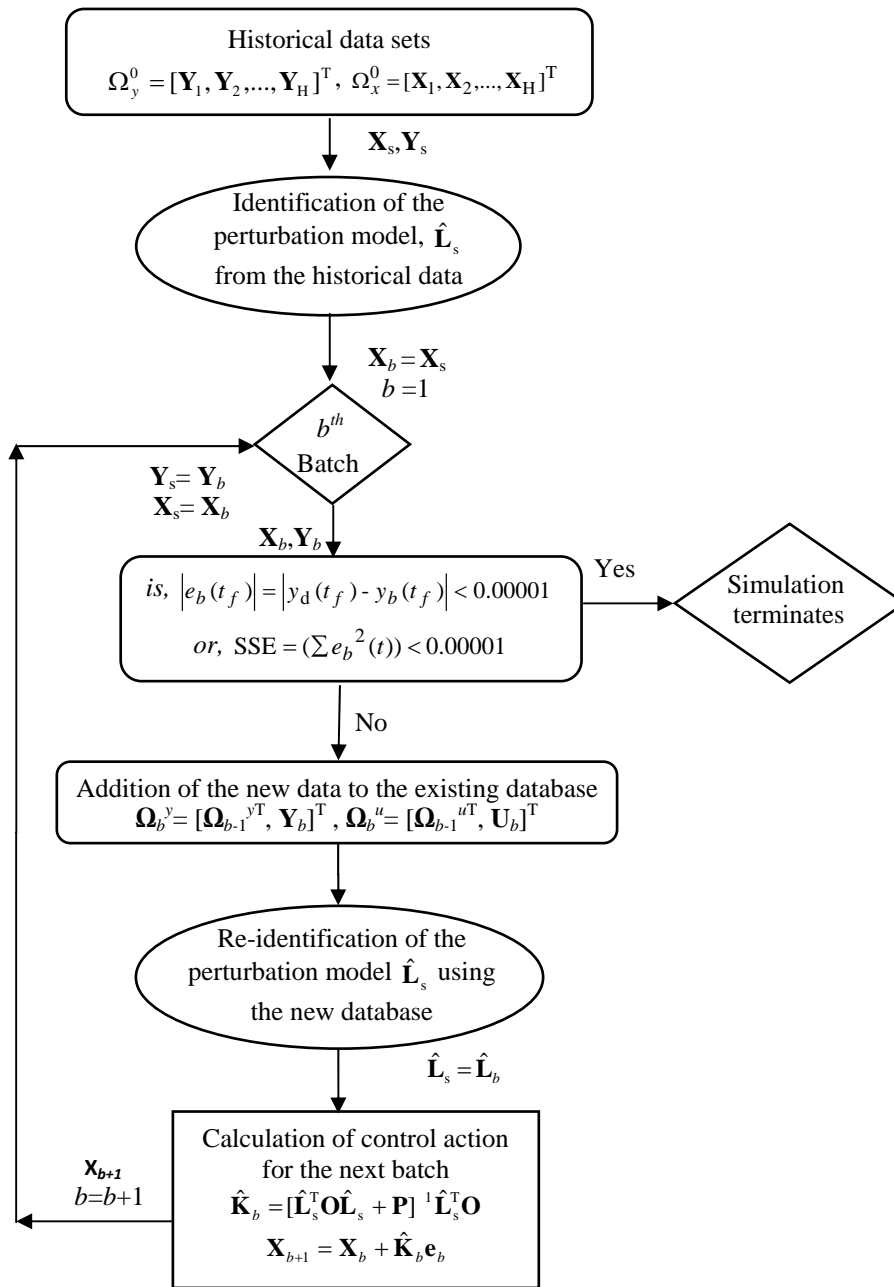 Historical data sets
Ω_y^0 = [Y_1, Y_2,..., Y_H]^T , Ω_x^0 = [X_1, X_2,..., X_H]^T
X_s,Y_s
Identification of the
perturbation model, L̂_s
from the historical data
X_b = X_s
b =1
b^th
Batch
Y_s= Y_b
X_s= X_b
X_b,Y_b
is, |e_b(t_f)| = |y_d(t_f) - y_b(t_f)| < 0.00001
or, SSE = (∑ e_b^2(t)) < 0.00001
Yes
Simulation
terminates
No
Addition of the new data to the existing database
Ω_b^y= [Ω_b-1^yT, Y_b]^T , Ω_b^u= [Ω_b-1^uT, U_b]^T
Re-identification of the
perturbation model L̂_s using
the new database
L̂_s = L̂_b
Calculation of control action
for the next batch
K̂_b = [L̂_s^T O L̂_s + P]^1 L̂_s^T O
X_b+1 = X_b + K̂_b e_b
X_b+1
b=b+1